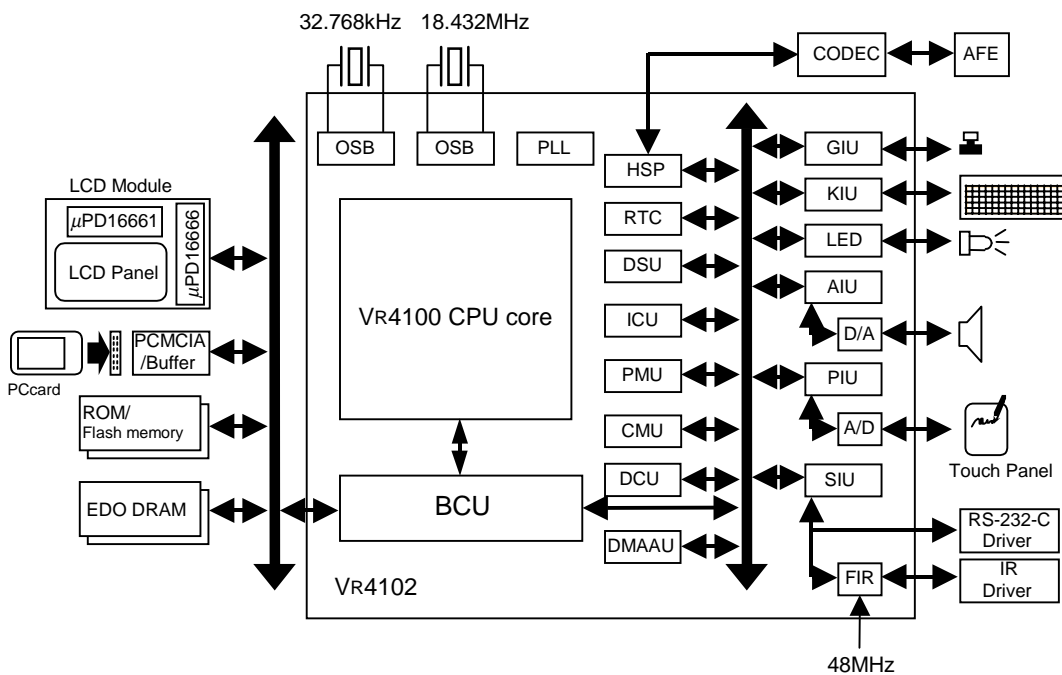 32.768kHz
18.432MHz
CODEC
AFE
OSB
OSB
PLL
HSP
GIU
LCD Module
µPD16661
µPD16666
LCD Panel
KIU
RTC
LED
DSU
AIU
VR4100 CPU core
ICU
D/A
PCMCIA
/Buffer
PCcard
PMU
PIU
ROM/
Flash memory
CMU
A/D
Touch Panel
DCU
SIU
EDO DRAM
BCU
RS-232-C
Driver
DMAAU
VR4102
FIR
IR
Driver
48MHz